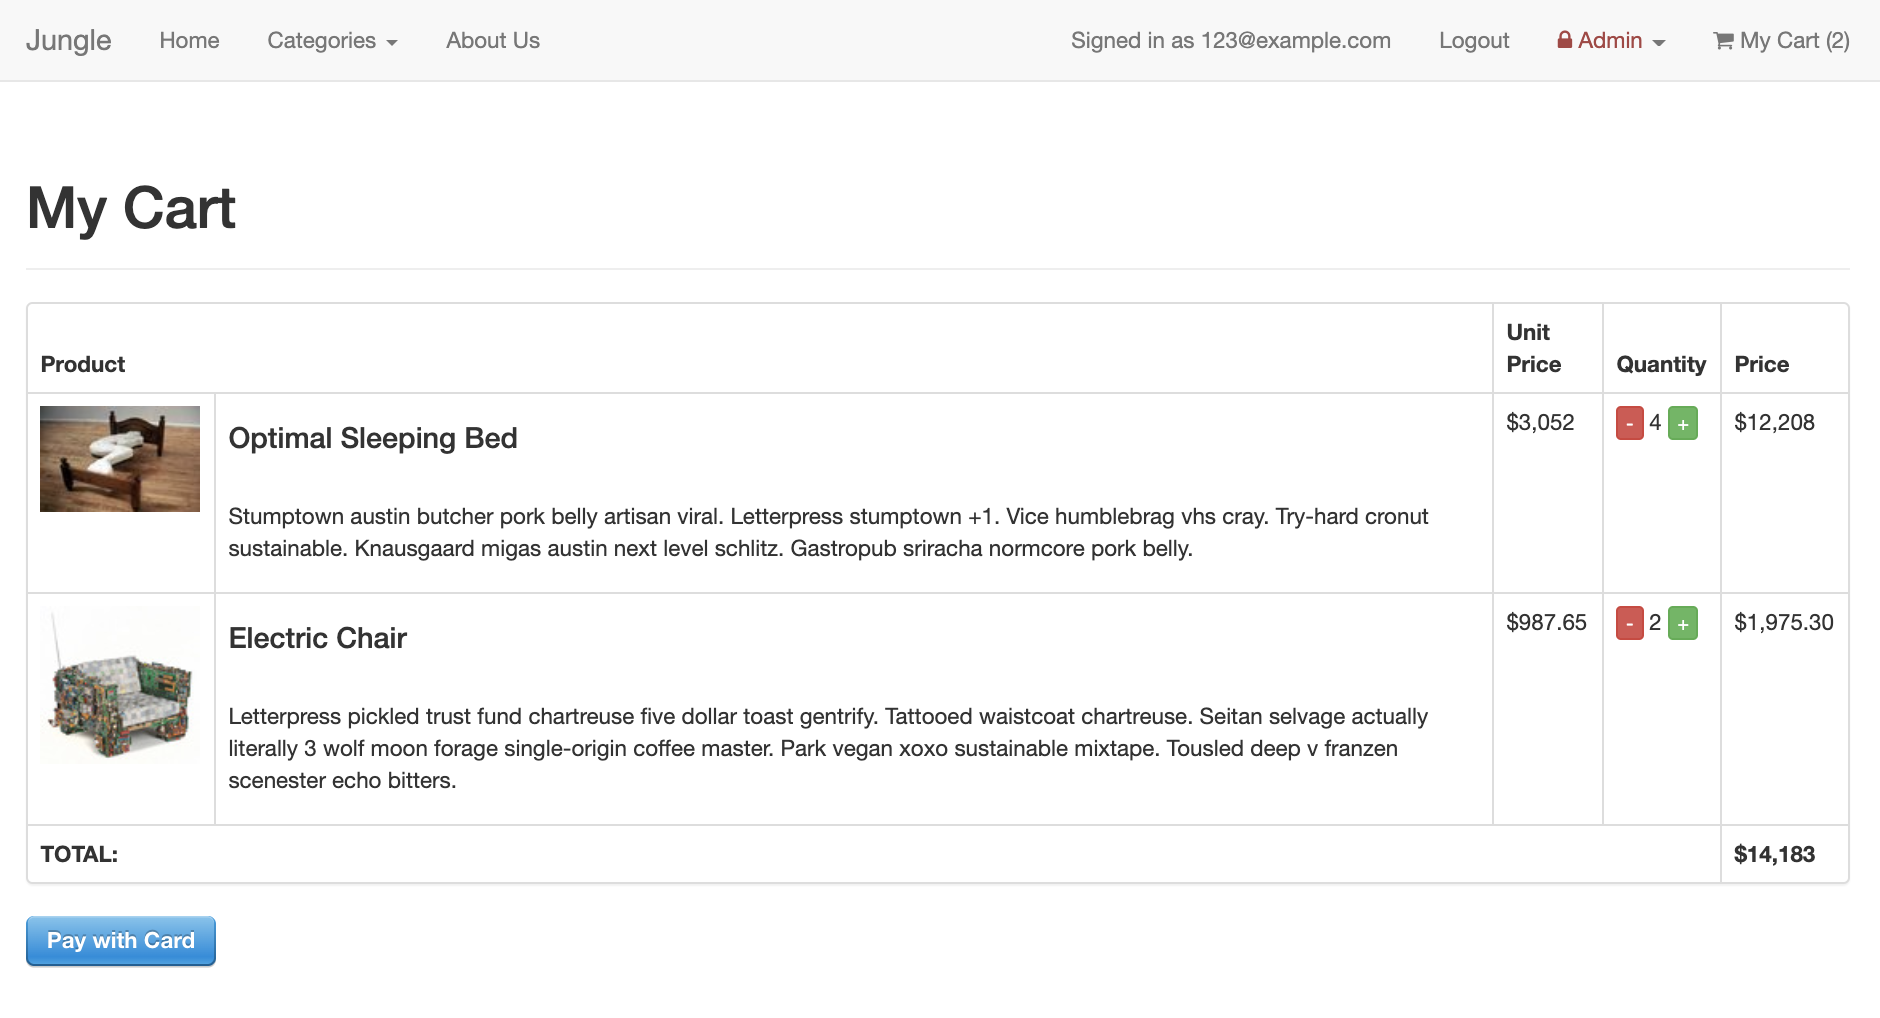 Jungle Home Categories About Us Signed in as 123@example.com Logout Admin My Cart (2)
My Cart
Product Unit Price Quantity Price
Optimal Sleeping Bed $3,052 - 4 + $12,208
Stumptown austin butcher pork belly artisan viral. Letterpress stumptown +1. Vice humblebrag vhs cray. Try-hard cronut
sustainable. Knausgaard migas austin next level schlitz. Gastropub sriracha normcore pork belly.
Electric Chair $987.65 - 2 + $1,975.30
Letterpress pickled trust fund chartreuse five dollar toast gentrify. Tattooed waistcoat chartreuse. Seitan selvage actually
literally 3 wolf moon forage single-origin coffee master. Park vegan xoxo sustainable mixtape. Tousled deep v franzen
scenester echo bitters.
TOTAL: $14,183
Pay with Card